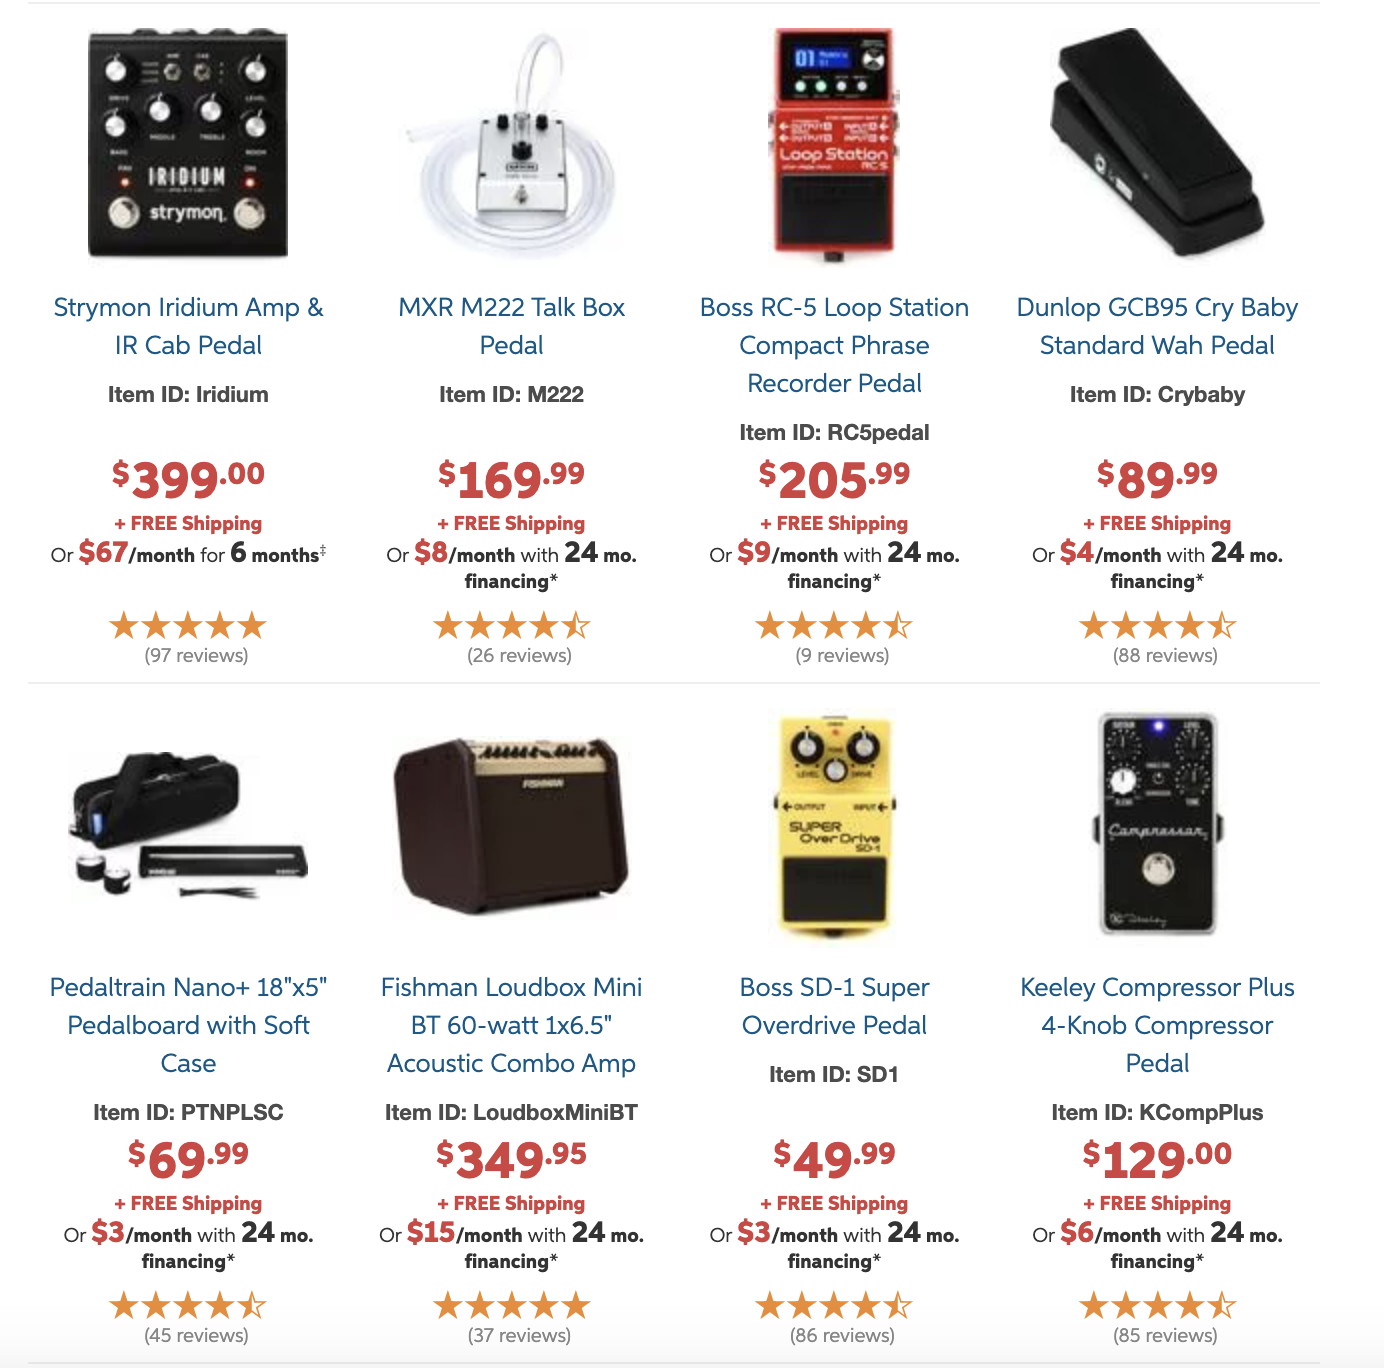 IRIDIUM
strymon.
01
Loop Station
RC-5
Strymon Iridium Amp &
IR Cab Pedal
Item ID: Iridium
$399.00
+ FREE Shipping
Or $67/month for 6 months‡
(97 reviews)
MXR M222 Talk Box
Pedal
Item ID: M222
$169.99
+ FREE Shipping
Or $8/month with 24 mo.
financing*
(26 reviews)
Boss RC-5 Loop Station
Compact Phrase
Recorder Pedal
Item ID: RC5pedal
$205.99
+ FREE Shipping
Or $9/month with 24 mo.
financing*
(9 reviews)
Dunlop GCB95 Cry Baby
Standard Wah Pedal
Item ID: Crybaby
$89.99
+ FREE Shipping
Or $4/month with 24 mo.
financing*
(88 reviews)
FISHMAN
LEVEL
DRIVE
OUTPUT
INPUT
SUPER
OverDrive
SD-1
LEVEL
Compressor
Pedaltrain Nano+ 18"x5"
Pedalboard with Soft
Case
Item ID: PTNPLSC
$69.99
+ FREE Shipping
Or $3/month with 24 mo.
financing*
(45 reviews)
Fishman Loudbox Mini
BT 60-watt 1x6.5"
Acoustic Combo Amp
Item ID: LoudboxMiniBT
$349.95
+ FREE Shipping
Or $15/month with 24 mo.
financing*
(37 reviews)
Boss SD-1 Super
Overdrive Pedal
Item ID: SD1
$49.99
+ FREE Shipping
Or $3/month with 24 mo.
financing*
(86 reviews)
Keeley Compressor Plus
4-Knob Compressor
Pedal
Item ID: KCompPlus
$129.00
+ FREE Shipping
Or $6/month with 24 mo.
financing*
(85 reviews)